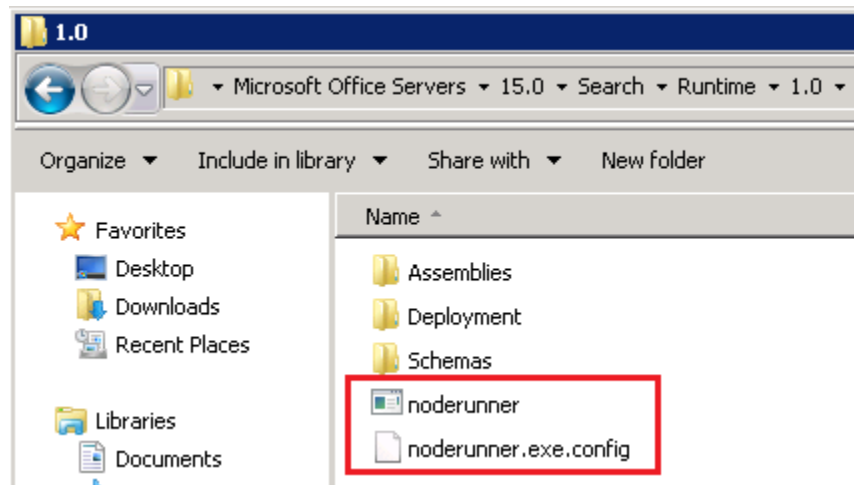 1.0
Microsoft Office Servers 15.0 Search Runtime 1.0
Organize Include in library Share with New folder
Name
Favorites
Desktop
Downloads
Recent Places
Libraries
Documents
Assemblies
Deployment
Schemas
noderunner
noderunner.exe.config